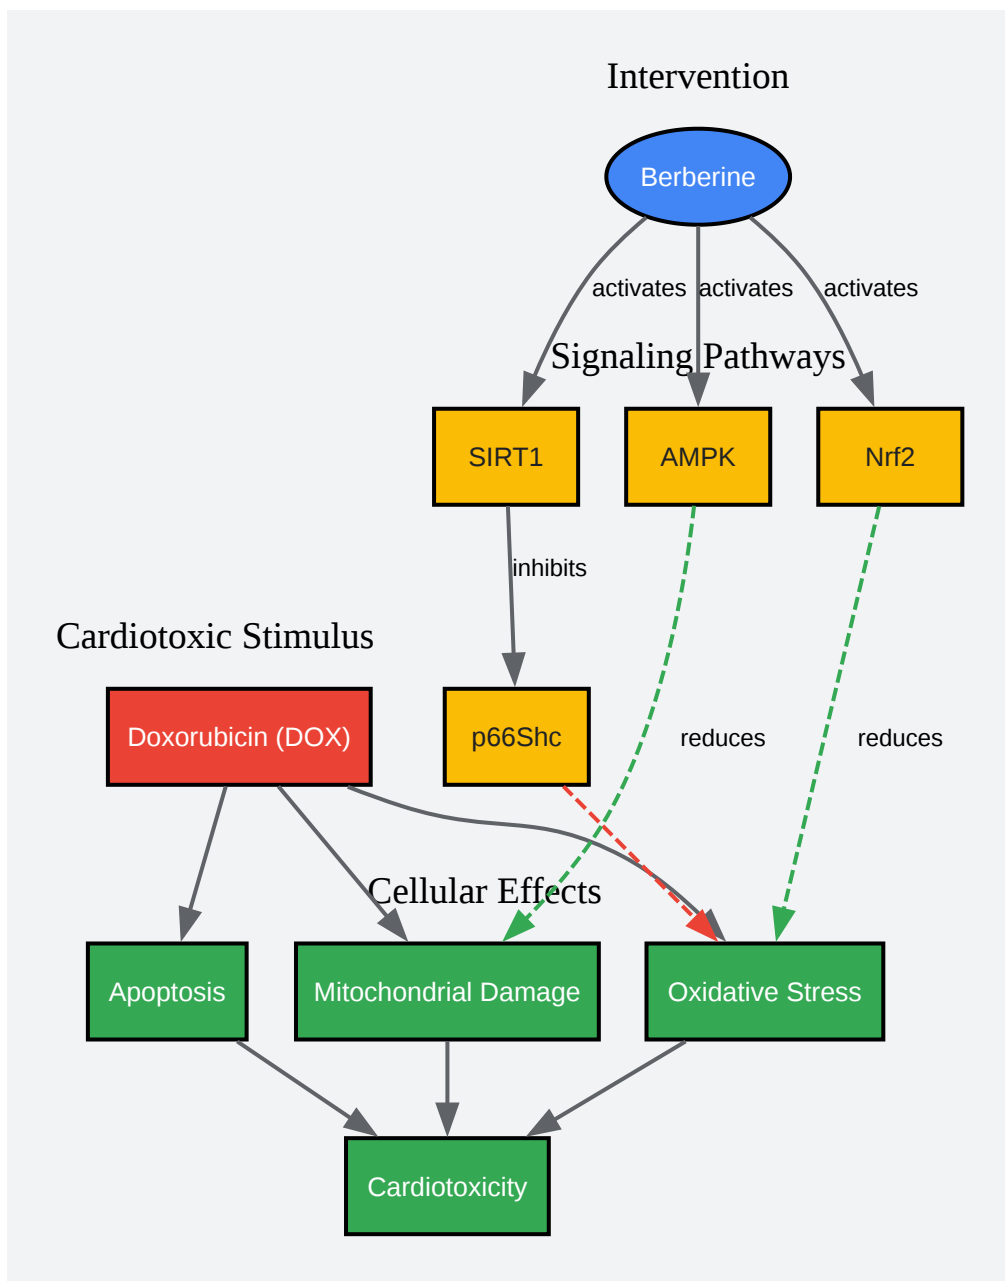 Intervention
Berberine
activates
activates
activates
Signaling Pathways
SIRT1
AMPK
Nrf2
inhibits
Cardiotoxic Stimulus
Doxorubicin (DOX)
p66Shc
reduces
reduces
Cellular Effects
Apoptosis
Mitochondrial Damage
Oxidative Stress
Cardiotoxicity